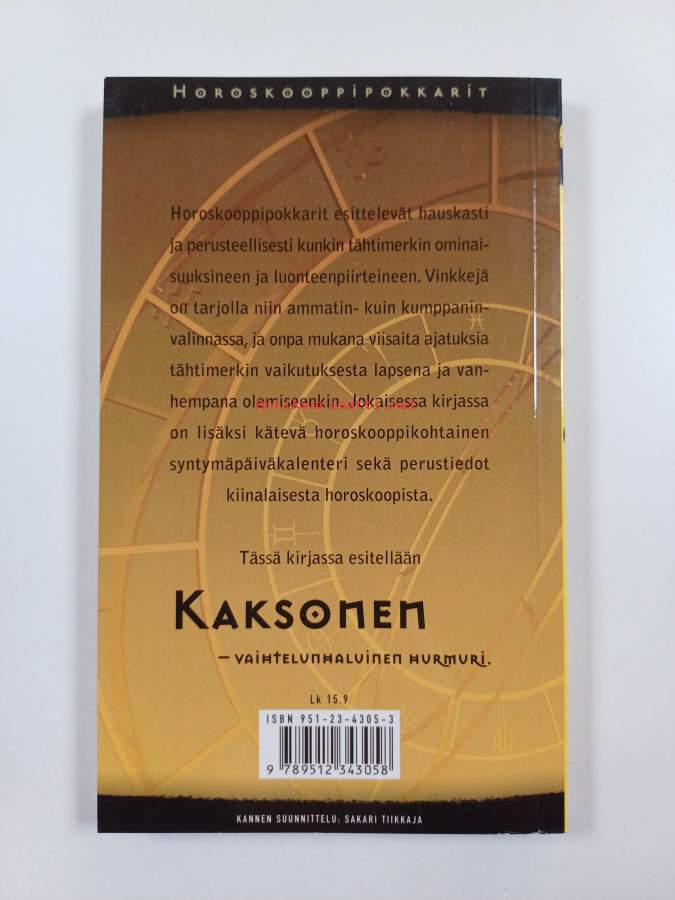 HOROSKOOPPIPOKKARIT
Horoskooppipokkarit esittelevät hauskasti
ja perusteellisesti kunkin tähtimerkin ominai-
suuksineen ja luonteenpiirteineen. Vinkkejä
on tarjolla niin ammatin- kuin kumppanin-
valinnassa, ja onpa mukana viisaita ajatuksia
tähtimerkin vaikutuksesta lapsena ja van-
hempana olemiseenkin. Jokaisessa kirjassa
on lisäksi kätevä horoskooppikohtainen
syntymäpäiväkalenteri sekä perustiedot
kiinalaisesta horoskoopista.
Tässä kirjassa esitellään
KAKSONEN
– VAIHTELUNHALUINEN HURMURI.
Lk 15.9
ISBN 951-23-4305-3
9 789512 343058
KANNEN SUUNNITTELU: SAKARI TIIKKAJA